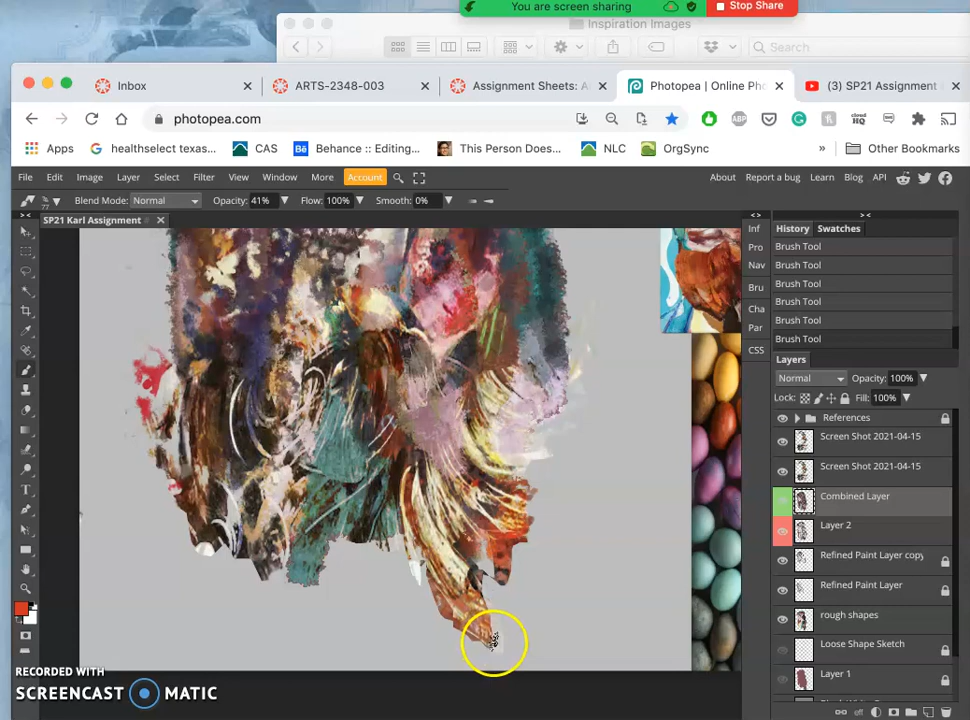 You are screen sharing
Stop Share
Inspiration Images
Search
Inbox
ARTS-2348-003
Assignment Sheets: A
Photopea | Online Pho
(3) SP21 Assignment
photopea.com
ABP
cloud HQ
Apps
healthselect texas...
CAS
Behance :: Editing...
This Person Does...
NLC
OrgSync
Other Bookmarks
File
Edit
Image
Layer
Select
Filter
View
Window
More
Account
About
Report a bug
Learn
Blog
API
Blend Mode:
Normal
Opacity:
41%
Flow:
100%
Smooth:
0%
77
SP21 Karl Assignment
Inf
Pro
Nav
Bru
Cha
Par
CSS
History
Swatches
Brush Tool
Brush Tool
Brush Tool
Brush Tool
Brush Tool
Brush Tool
Layers
Normal
Opacity:
100%
Lock:
Fill:
100%
References
Screen Shot 2021-04-15
Screen Shot 2021-04-15
Combined Layer
Layer 2
Refined Paint Layer copy
Refined Paint Layer
rough shapes
Loose Shape Sketch
Layer 1
RECORDED WITH
SCREENCAST
MATIC